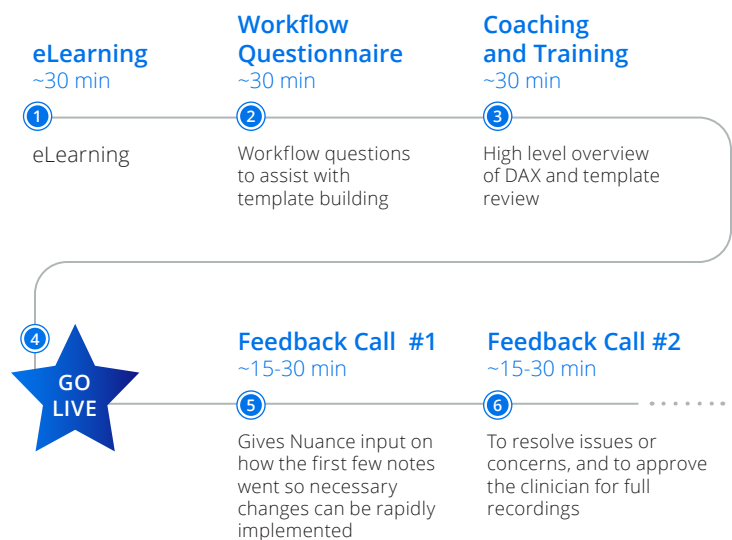 eLearning
~30 min
1
eLearning
Workflow
Questionnaire
~30 min
2
Workflow questions
to assist with
template building
Coaching
and Training
~30 min
3
High level overview
of DAX and template
review
4
GO
LIVE
Feedback Call #1
~15-30 min
5
Gives Nuance input on
how the first few notes
went so necessary
changes can be rapidly
implemented
Feedback Call #2
~15-30 min
6
To resolve issues or
concerns, and to approve
the clinician for full
recordings